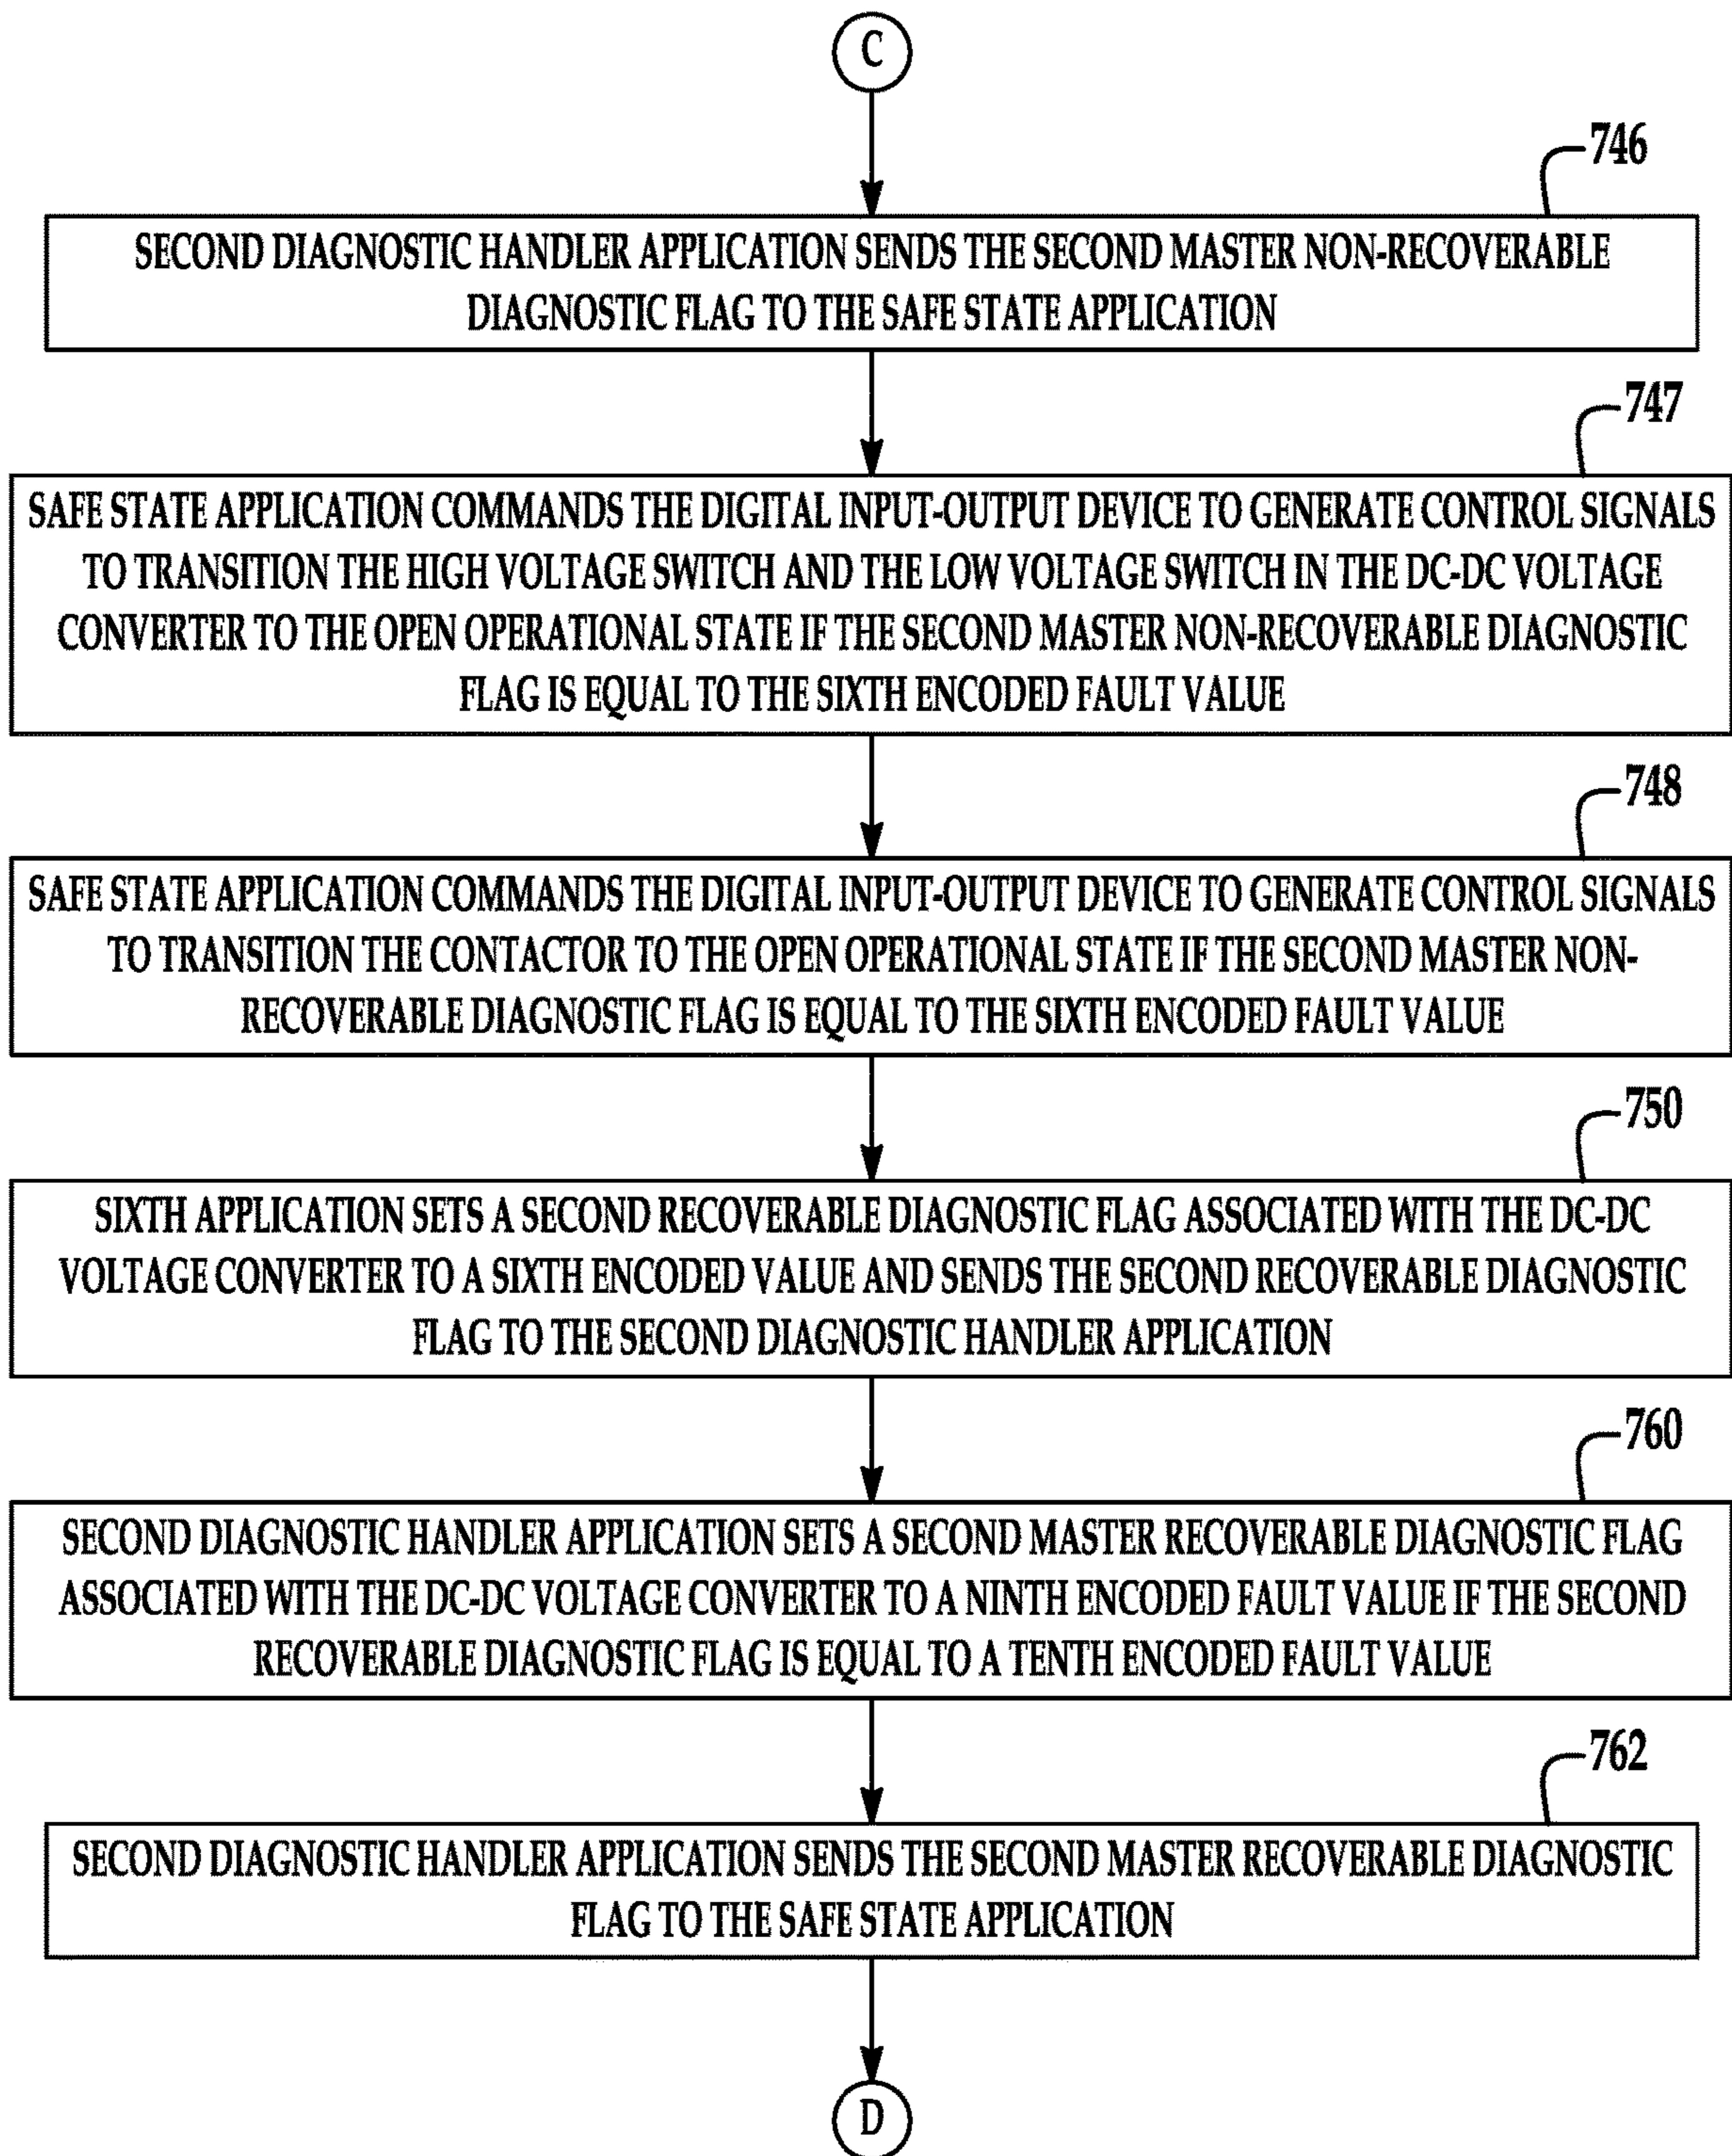 C
746
SECOND DIAGNOSTIC HANDLER APPLICATION SENDS THE SECOND MASTER NON-RECOVERABLE
DIAGNOSTIC FLAG TO THE SAFE STATE APPLICATION
747
SAFE STATE APPLICATION COMMANDS THE DIGITAL INPUT-OUTPUT DEVICE TO GENERATE CONTROL SIGNALS
TO TRANSITION THE HIGH VOLTAGE SWITCH AND THE LOW VOLTAGE SWITCH IN THE DC-DC VOLTAGE
CONVERTER TO THE OPEN OPERATIONAL STATE IF THE SECOND MASTER NON-RECOVERABLE DIAGNOSTIC
FLAG IS EQUAL TO THE SIXTH ENCODED FAULT VALUE
748
SAFE STATE APPLICATION COMMANDS THE DIGITAL INPUT-OUTPUT DEVICE TO GENERATE CONTROL SIGNALS
TO TRANSITION THE CONTACTOR TO THE OPEN OPERATIONAL STATE IF THE SECOND MASTER NON-
RECOVERABLE DIAGNOSTIC FLAG IS EQUAL TO THE SIXTH ENCODED FAULT VALUE
750
SIXTH APPLICATION SETS A SECOND RECOVERABLE DIAGNOSTIC FLAG ASSOCIATED WITH THE DC-DC
VOLTAGE CONVERTER TO A SIXTH ENCODED VALUE AND SENDS THE SECOND RECOVERABLE DIAGNOSTIC
FLAG TO THE SECOND DIAGNOSTIC HANDLER APPLICATION
760
SECOND DIAGNOSTIC HANDLER APPLICATION SETS A SECOND MASTER RECOVERABLE DIAGNOSTIC FLAG
ASSOCIATED WITH THE DC-DC VOLTAGE CONVERTER TO A NINTH ENCODED FAULT VALUE IF THE SECOND
RECOVERABLE DIAGNOSTIC FLAG IS EQUAL TO A TENTH ENCODED FAULT VALUE
762
SECOND DIAGNOSTIC HANDLER APPLICATION SENDS THE SECOND MASTER RECOVERABLE DIAGNOSTIC
FLAG TO THE SAFE STATE APPLICATION
D